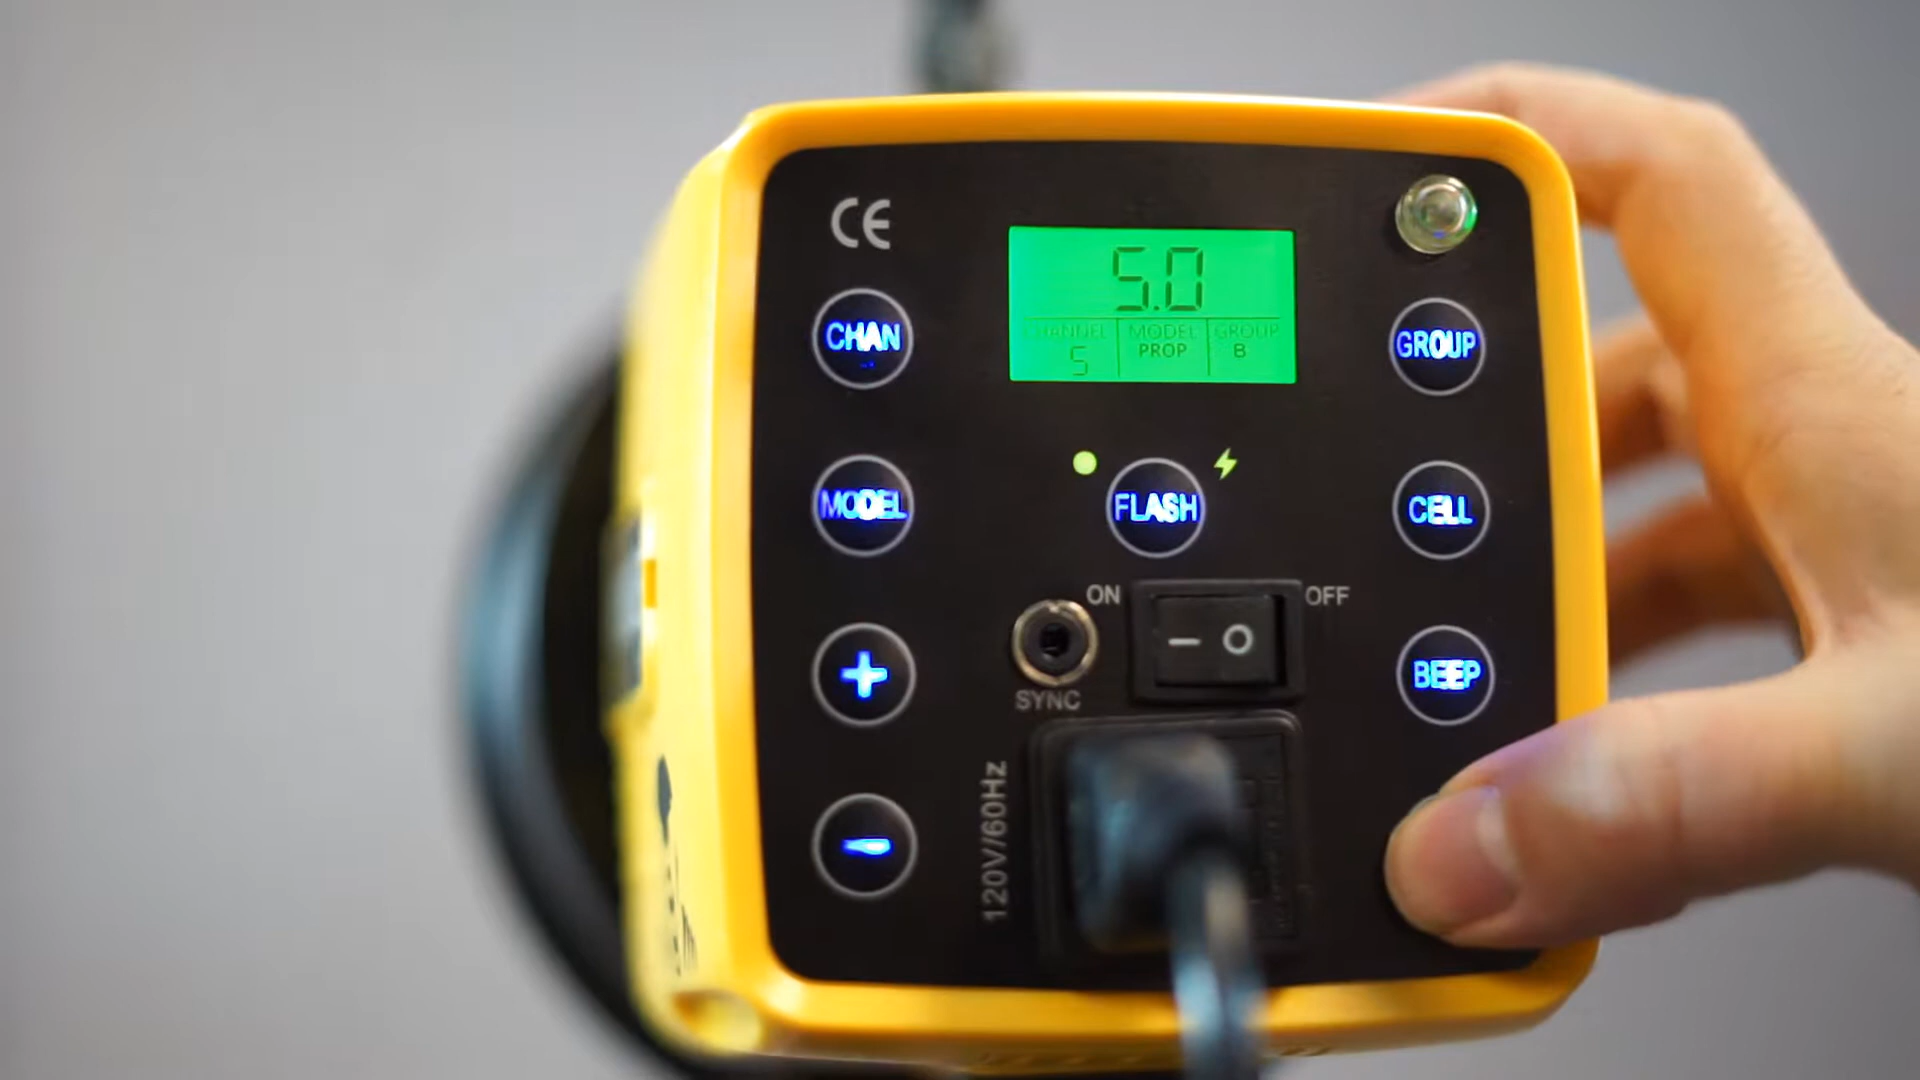 CE
5.0
CHANNEL MODEL GROUP
5 PROP B
CHAN
GROUP
MODEL
FLASH
CELL
ON
OFF
– O
+
SYNC
BEEP
120V/60Hz
-